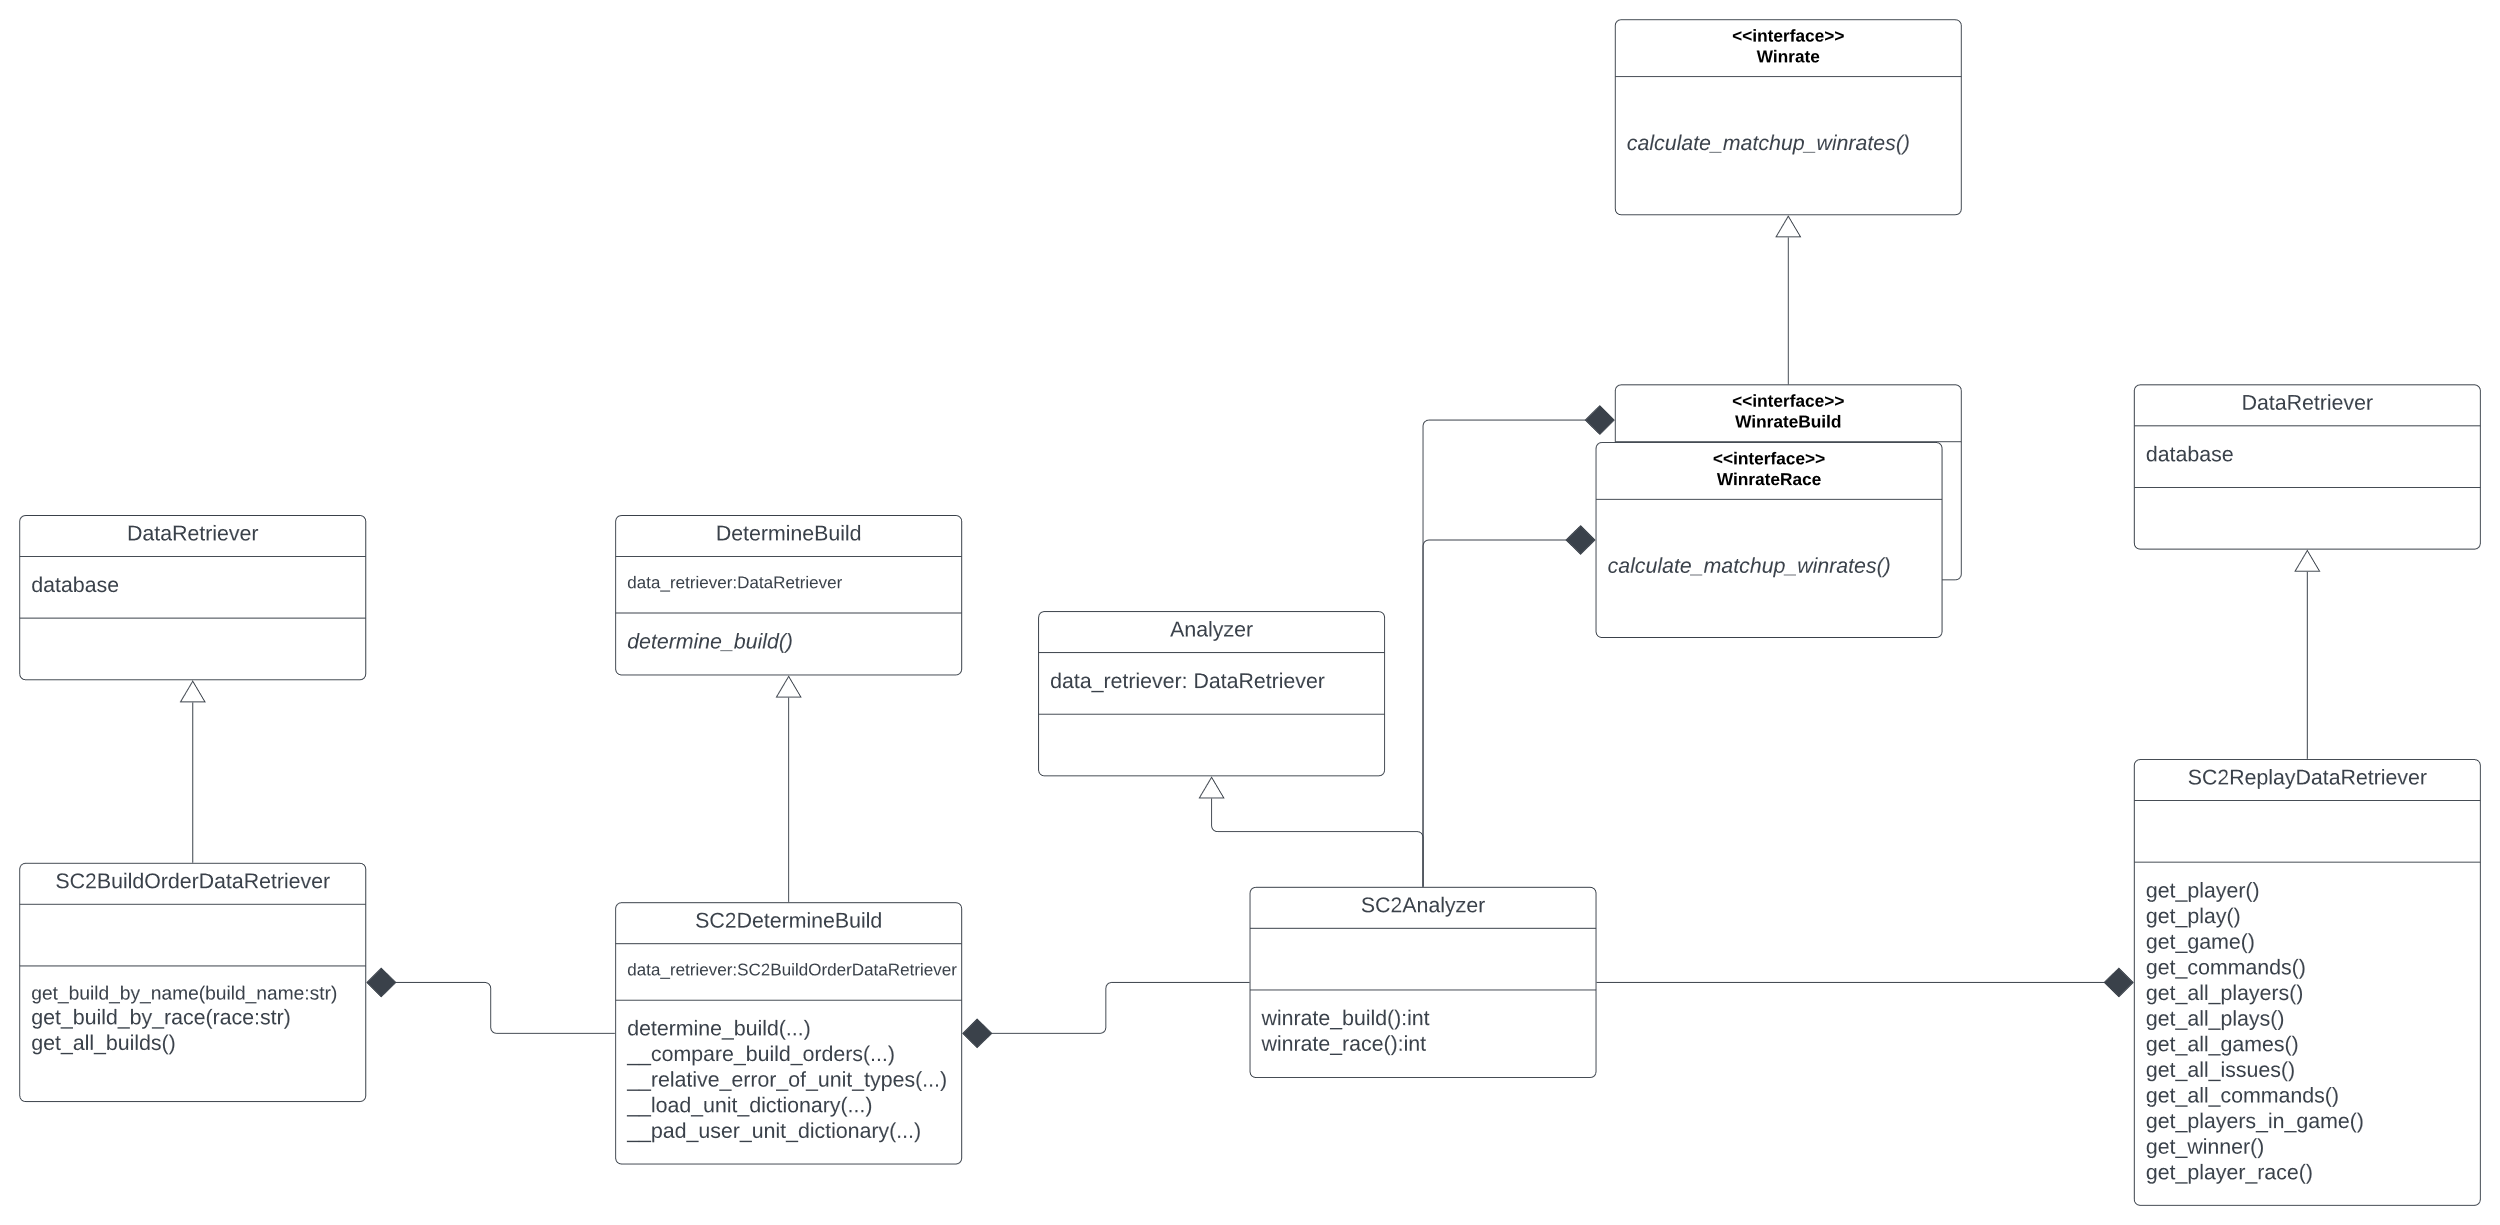 <<interface>>
Winrate
calculate_matchup_winrates()
<<interface>>
WinrateBuild
<<interface>>
WinrateRace
calculate_matchup_winrates()
DataRetriever
database
DataRetriever
database
DetermineBuild
data_retriever:DataRetriever
determine_build()
Analyzer
data_retriever: DataRetriever
SC2BuildOrderDataRetriever
get_build_by_name(build_name:str)
get_build_by_race(race:str)
get_all_builds()
SC2DetermineBuild
data_retriever:SC2BuildOrderDataRetriever
determine_build(...)
__compare_build_orders(...)
__relative_error_of_unit_types(...)
__load_unit_dictionary(...)
__pad_user_unit_dictionary(...)
SC2Analyzer
winrate_build():int
winrate_race():int
SC2ReplayDataRetriever
get_player()
get_play()
get_game()
get_commands()
get_all_players()
get_all_plays()
get_all_games()
get_all_issues()
get_all_commands()
get_players_in_game()
get_winner()
get_player_race()